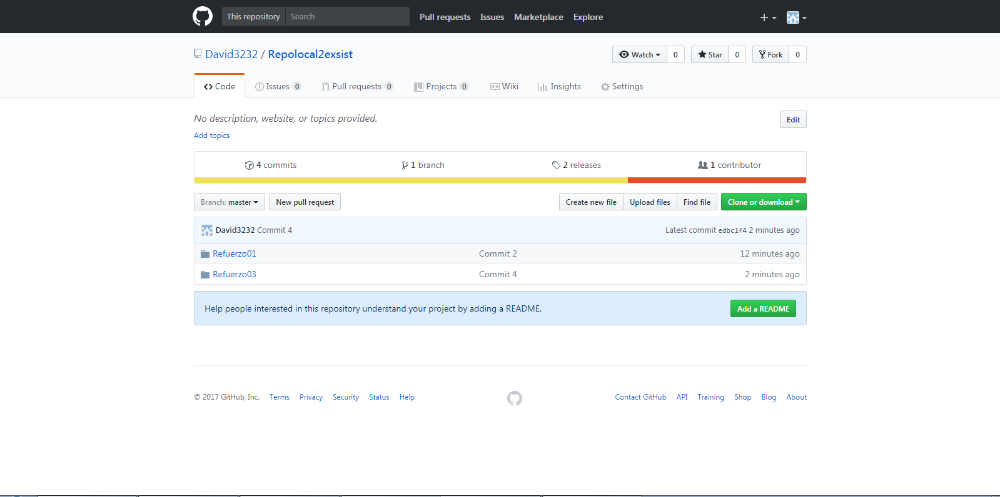 This repository Search Pull requests Issues Marketplace Explore
David3232 / Repolocal2exsist Watch 0 Star 0 Fork 0
Code Issues 0 Pull requests 0 Projects 0 Wiki Insights Settings
No description, website, or topics provided. Edit
Add topics
4 commits 1 branch 2 releases 1 contributor
Branch: master New pull request Create new file Upload files Find file Clone or download
David3232 Commit 4 Latest commit edbc1f4 2 minutes ago
Refuerzo01 Commit 2 12 minutes ago
Refuerzo03 Commit 4 2 minutes ago
Help people interested in this repository understand your project by adding a README. Add a README
© 2017 GitHub, Inc. Terms Privacy Security Status Help Contact GitHub API Training Shop Blog About